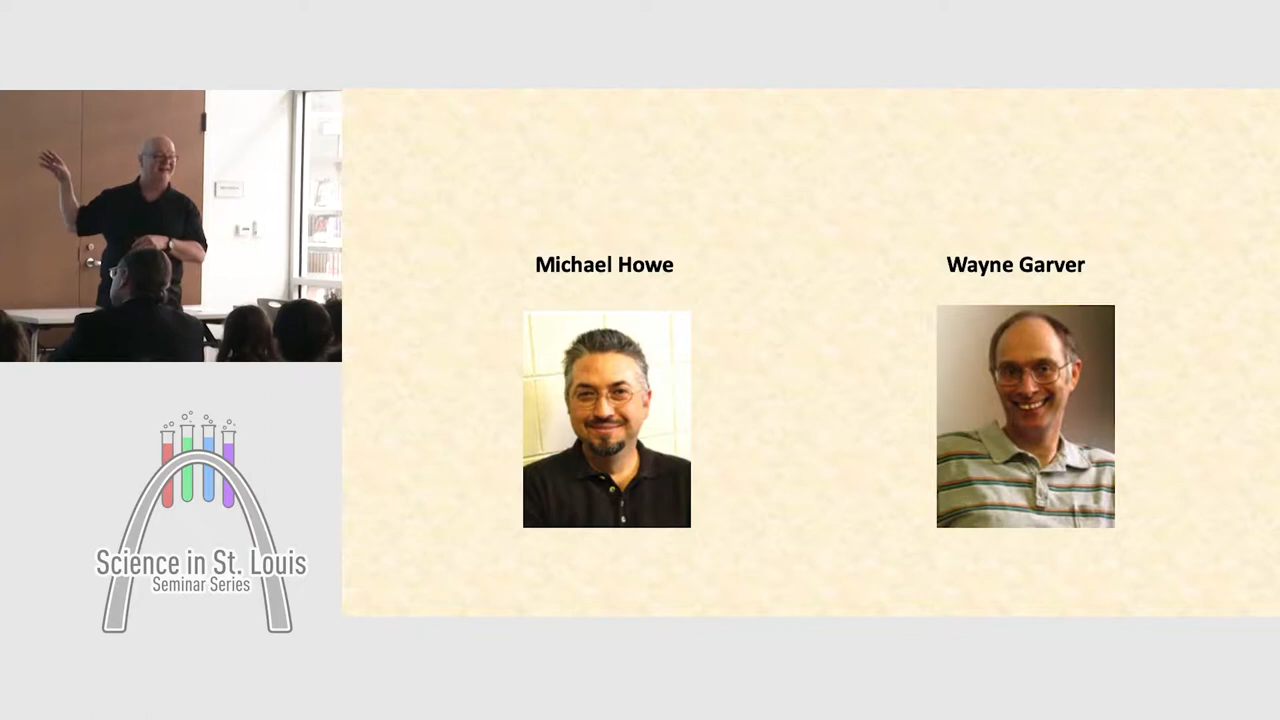 Michael Howe
Wayne Garver
Science in St. Louis
Seminar Series